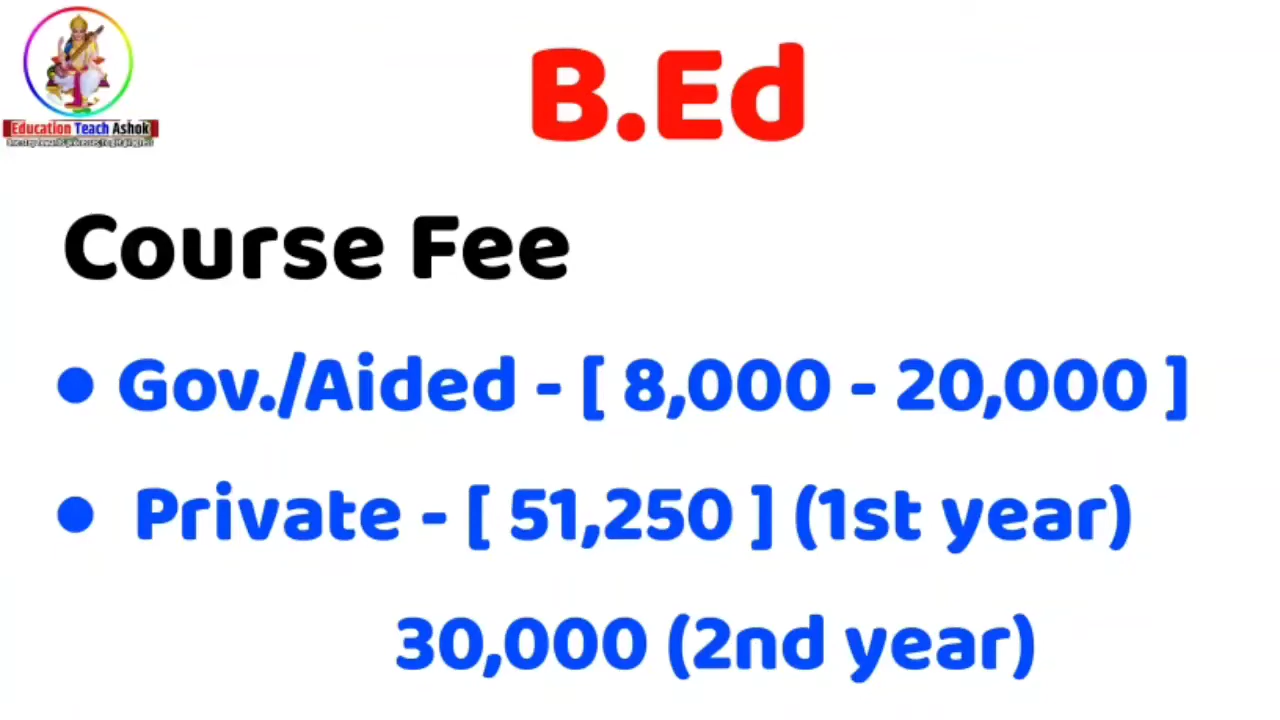 B.Ed
Education Teach Ashok
Course Fee
• Gov./Aided - [ 8,000 - 20,000 ]
• Private - [ 51,250 ] (1st year)
30,000 (2nd year)